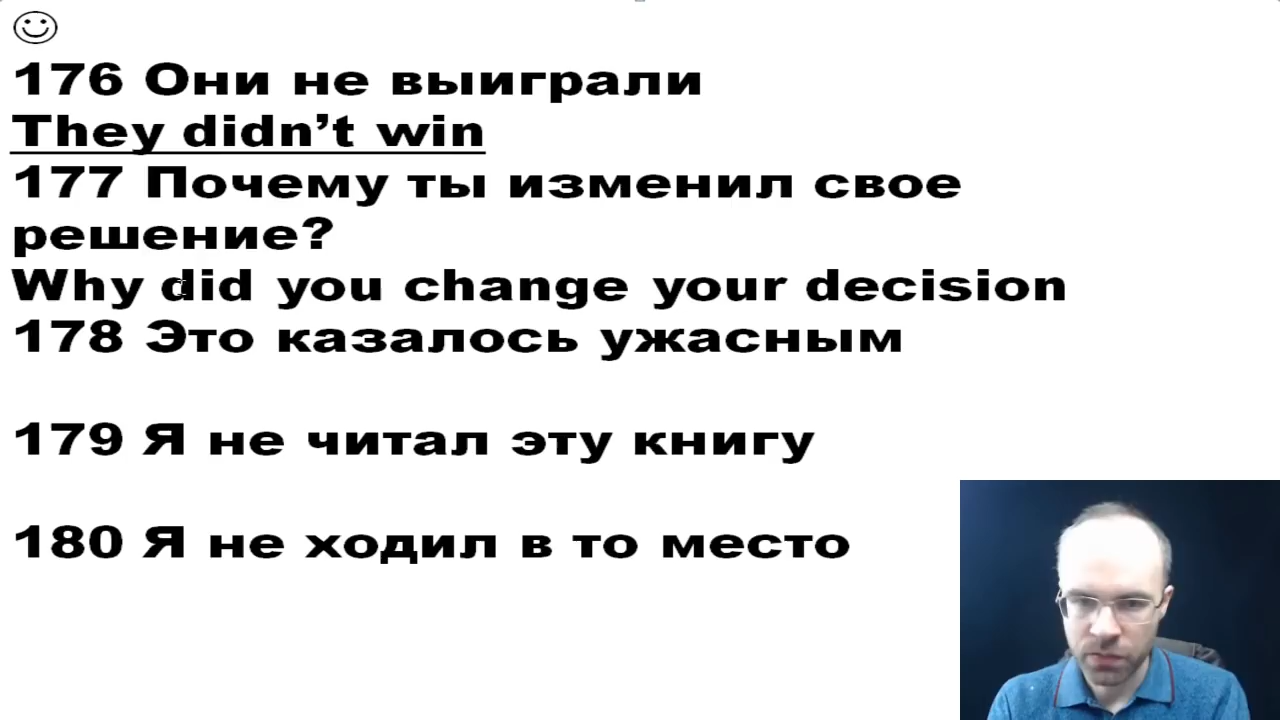 176 Они не выиграли
They didn’t win
177 Почему ты изменил свое
решение?
Why did you change your decision
178 Это казалось ужасным
179 Я не читал эту книгу
180 Я не ходил в то место